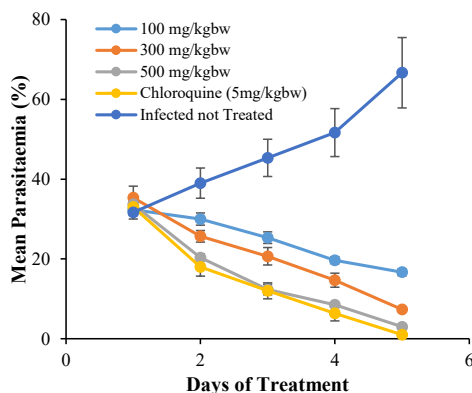 100 mg/kgbw
300 mg/kgbw
500 mg/kgbw
Chloroquine (5mg/kgbw)
Infected not Treated
Mean Parasitaemia (%)
80
60
40
20
0
0 2 4 6
Days of Treatment